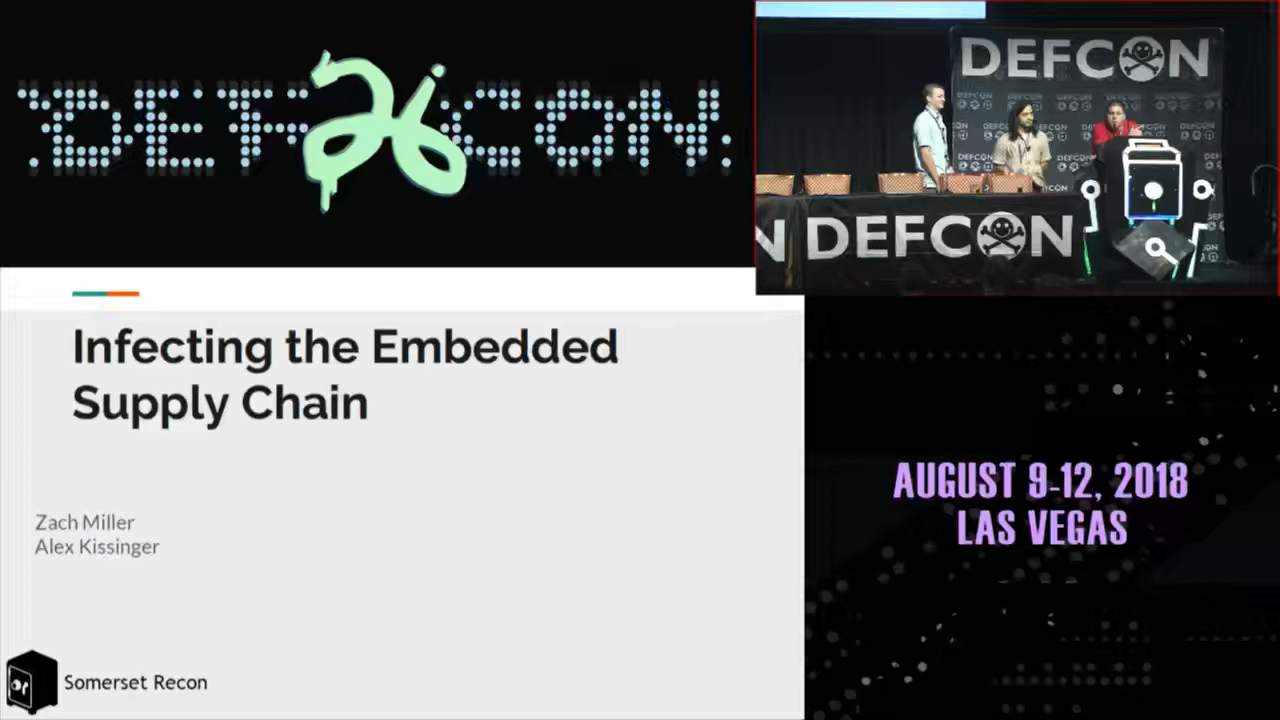 DEF CON
26
DEFCON
N DEFCON
Infecting the Embedded
Supply Chain
Zach Miller
Alex Kissinger
Somerset Recon
AUGUST 9-12, 2018
LAS VEGAS